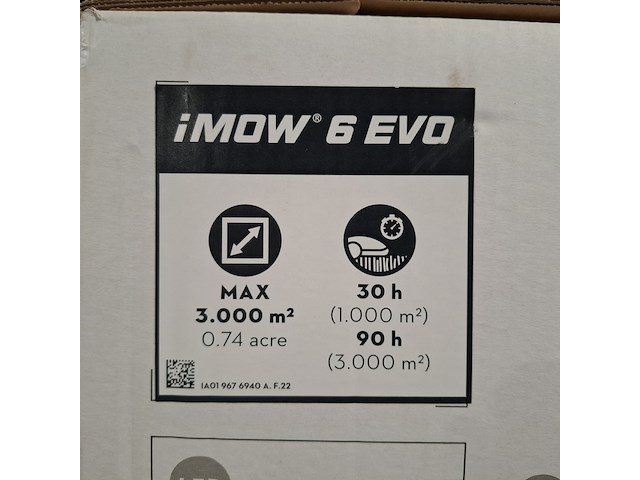 iMOW® 6 EVO
MAX
3.000 m²
0.74 acre
30 h
(1.000 m²)
90 h
(3.000 m²)
IA01 967 6940 A. F.22